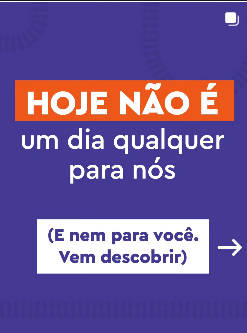 HOJE NÃO É
um dia qualquer
para nós
(E nem para você.
Vem descobrir)